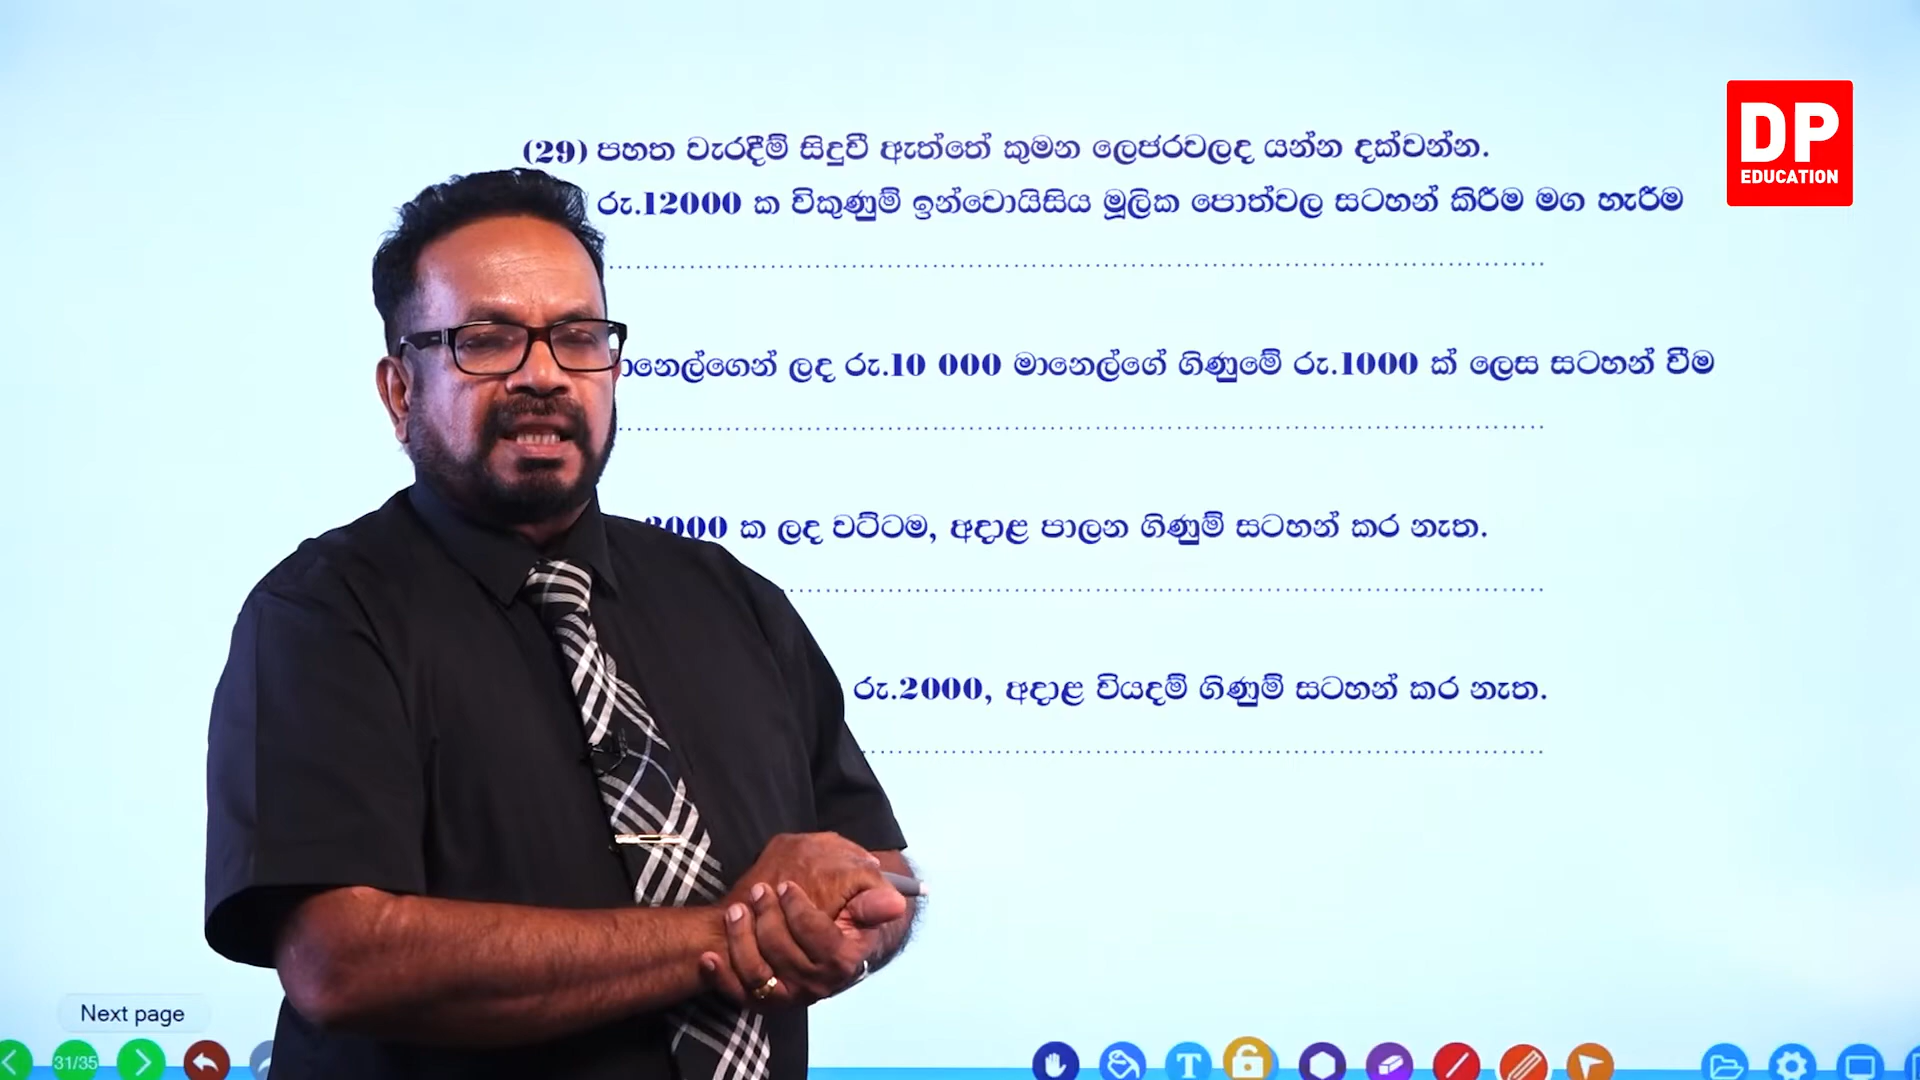 DP
EDUCATION
(29) පහත වැරදීම් සිදුවී ඇත්තේ කුමන ලෙජරවලද යන්න දක්වන්න.
රු.12000 ක විකුණුම් ඉන්වොයිසිය මූලික පොත්වල සටහන් කිරීම මග හැරීම
ලද රු.10 000 මානෙල්ගේ ගිණුමේ රු.1000 ක් ලෙස සටහන් වීම
ක ලද වට්ටම, අදාළ පාලන ගිණුම් සටහන් කර නැත.
රු.2000, අදාළ වියදම් ගිණුම් සටහන් කර නැත.
Next page
31/35